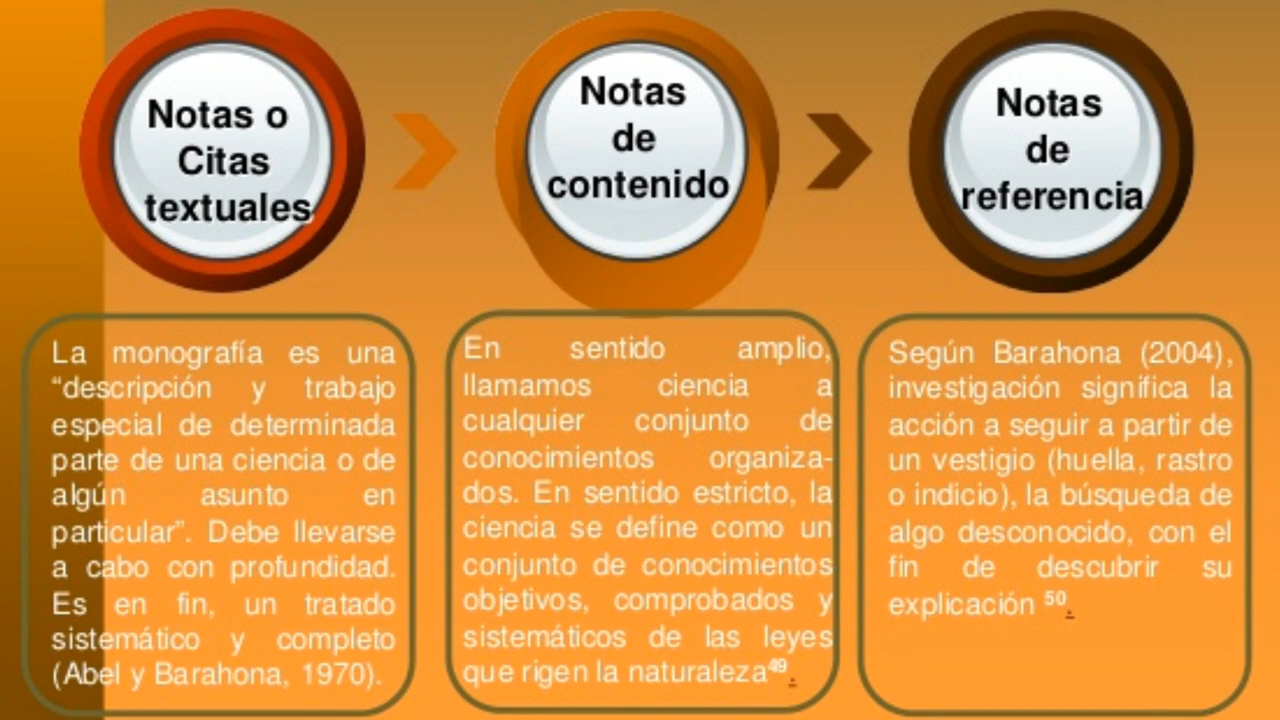 Notas o
Citas
textuales
Notas
de
contenido
Notas
de
referencia
La monografía es una
“descripción y trabajo
especial de determinada
parte de una ciencia o de
algún asunto en
particular”. Debe llevarse
a cabo con profundidad.
Es en fin, un tratado
sistemático y completo
(Abel y Barahona, 1970).
En sentido amplio,
llamamos ciencia a
cualquier conjunto de
conocimientos organiza-
dos. En sentido estricto, la
ciencia se define como un
conjunto de conocimientos
objetivos, comprobados y
sistemáticos de las leyes
que rigen la naturaleza⁴⁹.
Según Barahona (2004),
investigación significa la
acción a seguir a partir de
un vestigio (huella, rastro
o indicio), la búsqueda de
algo desconocido, con el
fin de descubrir su
explicación ⁵⁰.